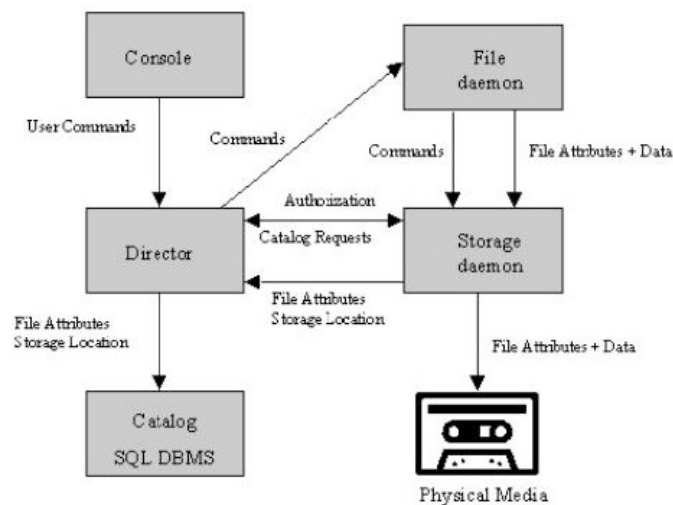 Console
File
daemon
User Commands
Commands
Commands
File Attributes + Data
Authorization
Director
Catalog Requests
Storage
daemon
File Attributes
Storage Location
File Attributes
Storage Location
File Attributes + Data
Catalog
SQL DBMS
Physical Media